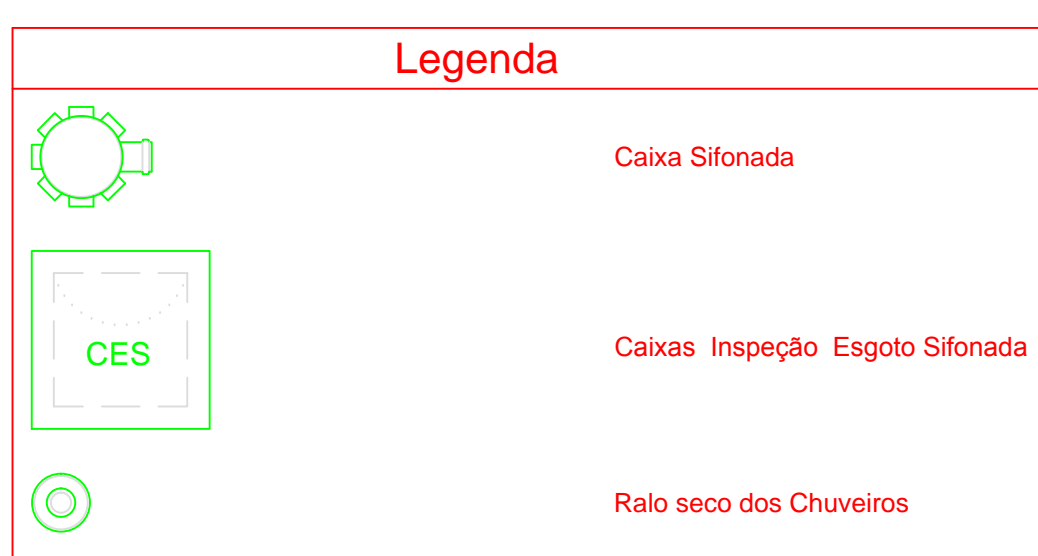 Legenda
Caixa Sifonada
CES
Caixas Inspeção Esgoto Sifonada
Ralo seco dos Chuveiros